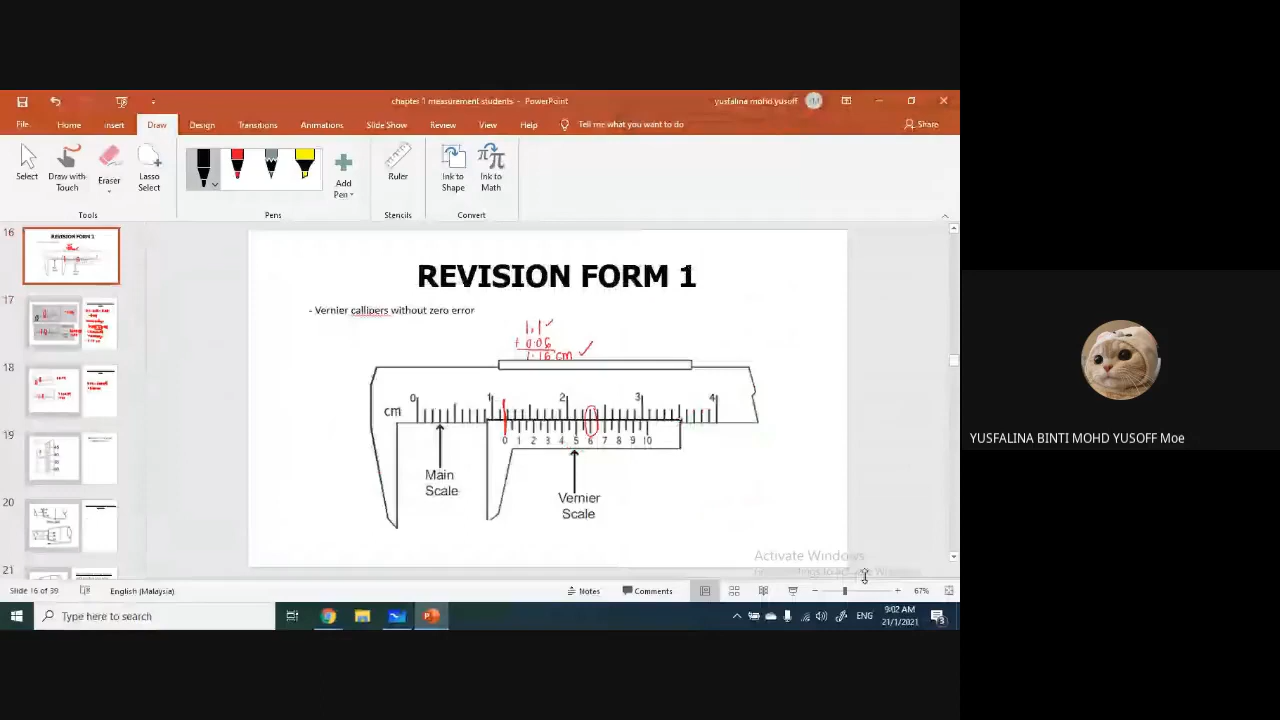 chapter 1 measurement students - PowerPoint
yusfalina mohd yusoff
File Home Insert Draw Design Transitions Animations Slide Show Review View Help Tell me what you want to do Share
Select
Draw with Touch
Eraser
Lasso Select
Add Pen
Ruler
Ink to Shape
Ink to Math
Tools Pens Stencils Convert
16
REVISION FORM 1
17
18
19
20
21
REVISION FORM 1
- Vernier callipers without zero error
1.1
+ 0.06
1.16 cm
cm 0 1 2 3 4
0 1 2 3 4 5 6 7 8 9 10
Main
Scale
Vernier
Scale
YUSFALINA BINTI MOHD YUSOFF Moe
Activate Windows
Slide 16 of 39 English (Malaysia) Notes Comments 67%
Type here to search
ENG
9:02 AM
21/1/2021